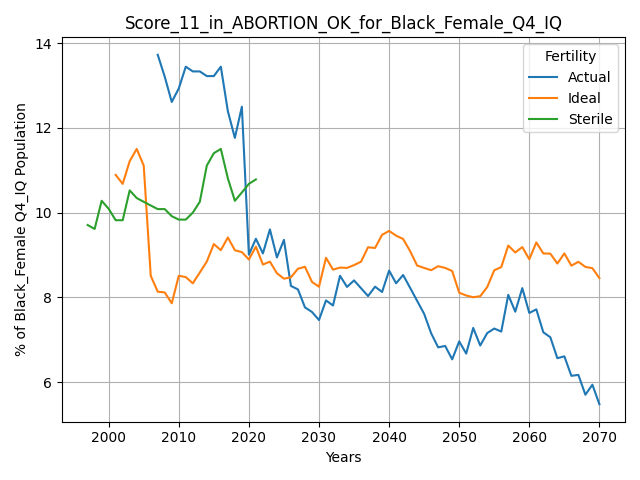 Score_11_in_ABORTION_OK_for_Black_Female_Q4_IQ
% of Black_Female Q4_IQ Population
14
12
10
8
6
Fertility
Actual
Ideal
Sterile
2000 2010 2020 2030 2040 2050 2060 2070
Years